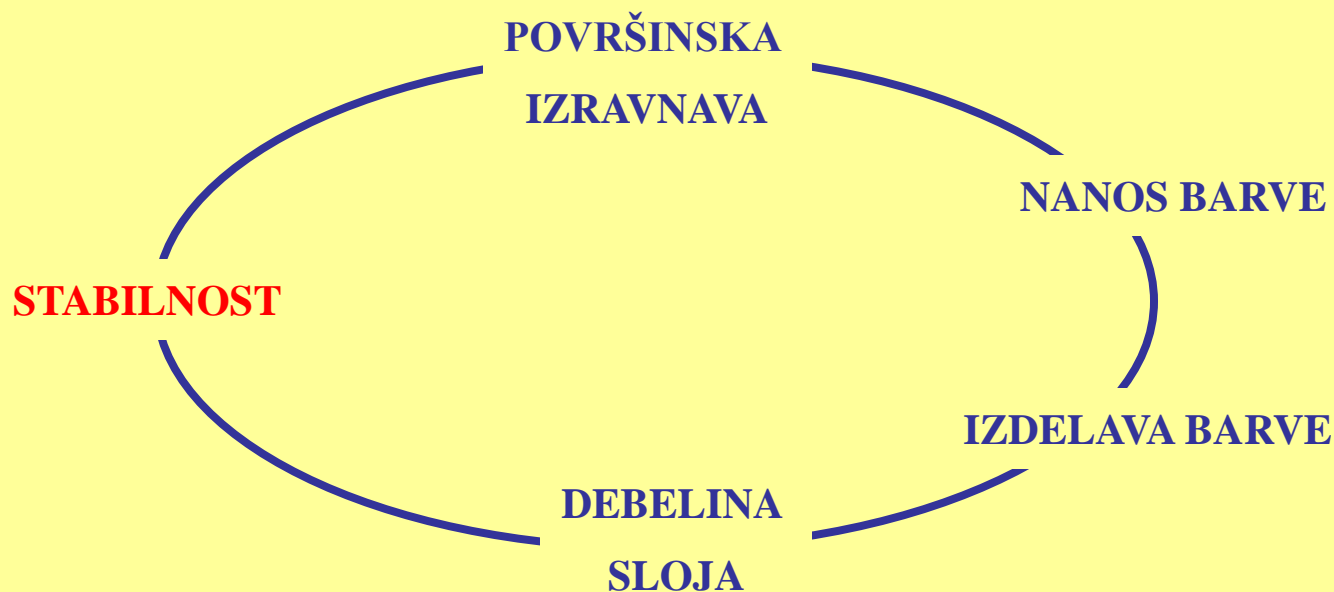 POVRŠINSKA
IZRAVNAVA
NANOS BARVE
STABILNOST
IZDELAVA BARVE
DEBELINA
SLOJA